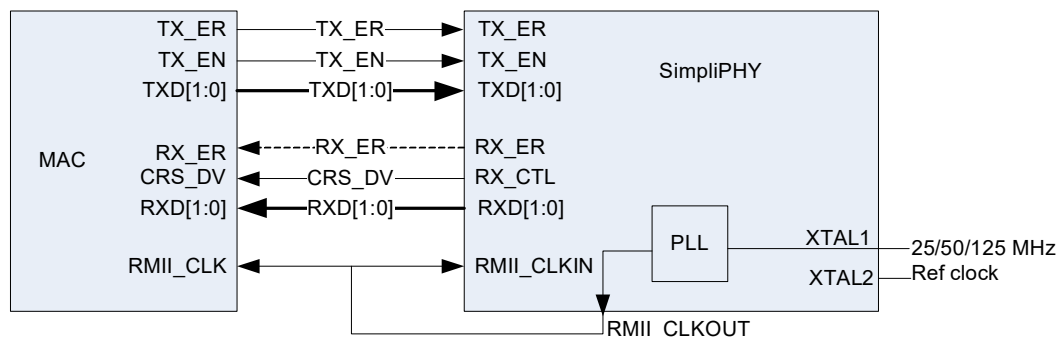 TX_ER TX_ER TX_ER
TX_EN TX_EN TX_EN
SimpliPHY
TXD[1:0] TXD[1:0] TXD[1:0]
MAC
RX_ER RX_ER RX_ER
CRS_DV CRS_DV RX_CTL
RXD[1:0] RXD[1:0] RXD[1:0]
PLL
XTAL1 25/50/125 MHz
RMII_CLK RMII_CLKIN
XTAL2 Ref clock
RMII_CLKOUT